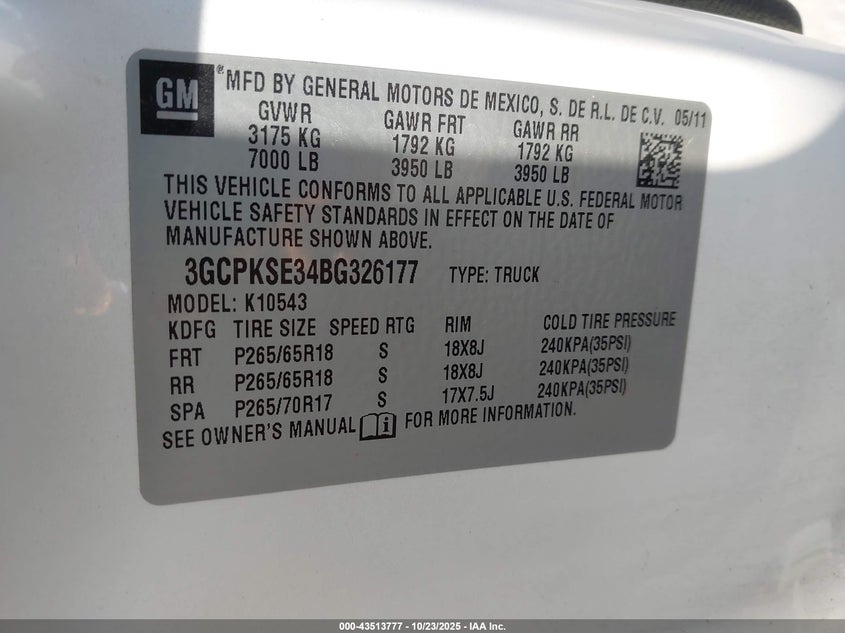 GM
® MFD BY GENERAL MOTORS DE MEXICO, S. DE R.L. DE C.V. 05/11
GVWR GAWR FRT GAWR RR
3175 KG 1792 KG 1792 KG
7000 LB 3950 LB 3950 LB
THIS VEHICLE CONFORMS TO ALL APPLICABLE U.S. FEDERAL MOTOR
VEHICLE SAFETY STANDARDS IN EFFECT ON THE DATE OF
MANUFACTURE SHOWN ABOVE.
3GCPKSE34BG326177 TYPE: TRUCK
MODEL: K10543
KDFG TIRE SIZE SPEED RTG RIM COLD TIRE PRESSURE
FRT P265/65R18 S 18X8J 240KPA(35PSI)
RR P265/65R18 S 18X8J 240KPA(35PSI)
SPA P265/70R17 S 17X7.5J 240KPA(35PSI)
SEE OWNER'S MANUAL i FOR MORE INFORMATION.
000-43513777 - 10/23/2025 - IAA Inc.